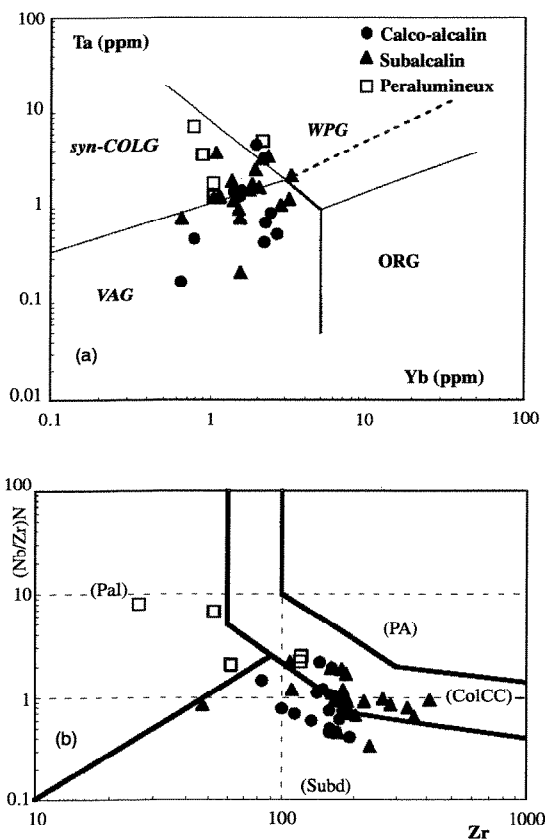 100
Ta (ppm)
Calco-alcalin
Subalcalin
Peralumineux
10
WPG
syn-COLG
1
ORG
0.1
VAG
(a)
Yb (ppm)
0.01
0.1
1
10
100
100
(Nb/Zr)N
(Pal)
10
(PA)
1
(ColCC)
(b)
(Subd)
0.1
10
100
1000
Zr